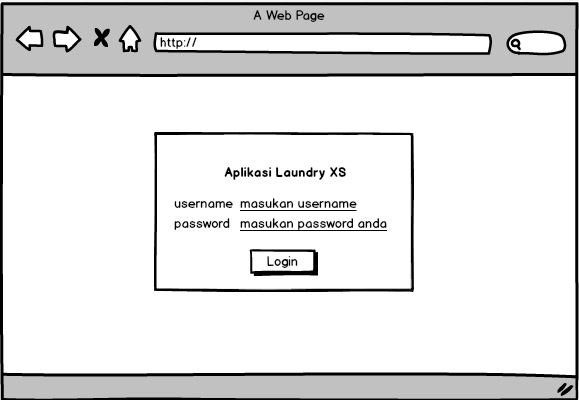 A Web Page
http://
Aplikasi Laundry XS
username masukan username
password masukan password anda
Login